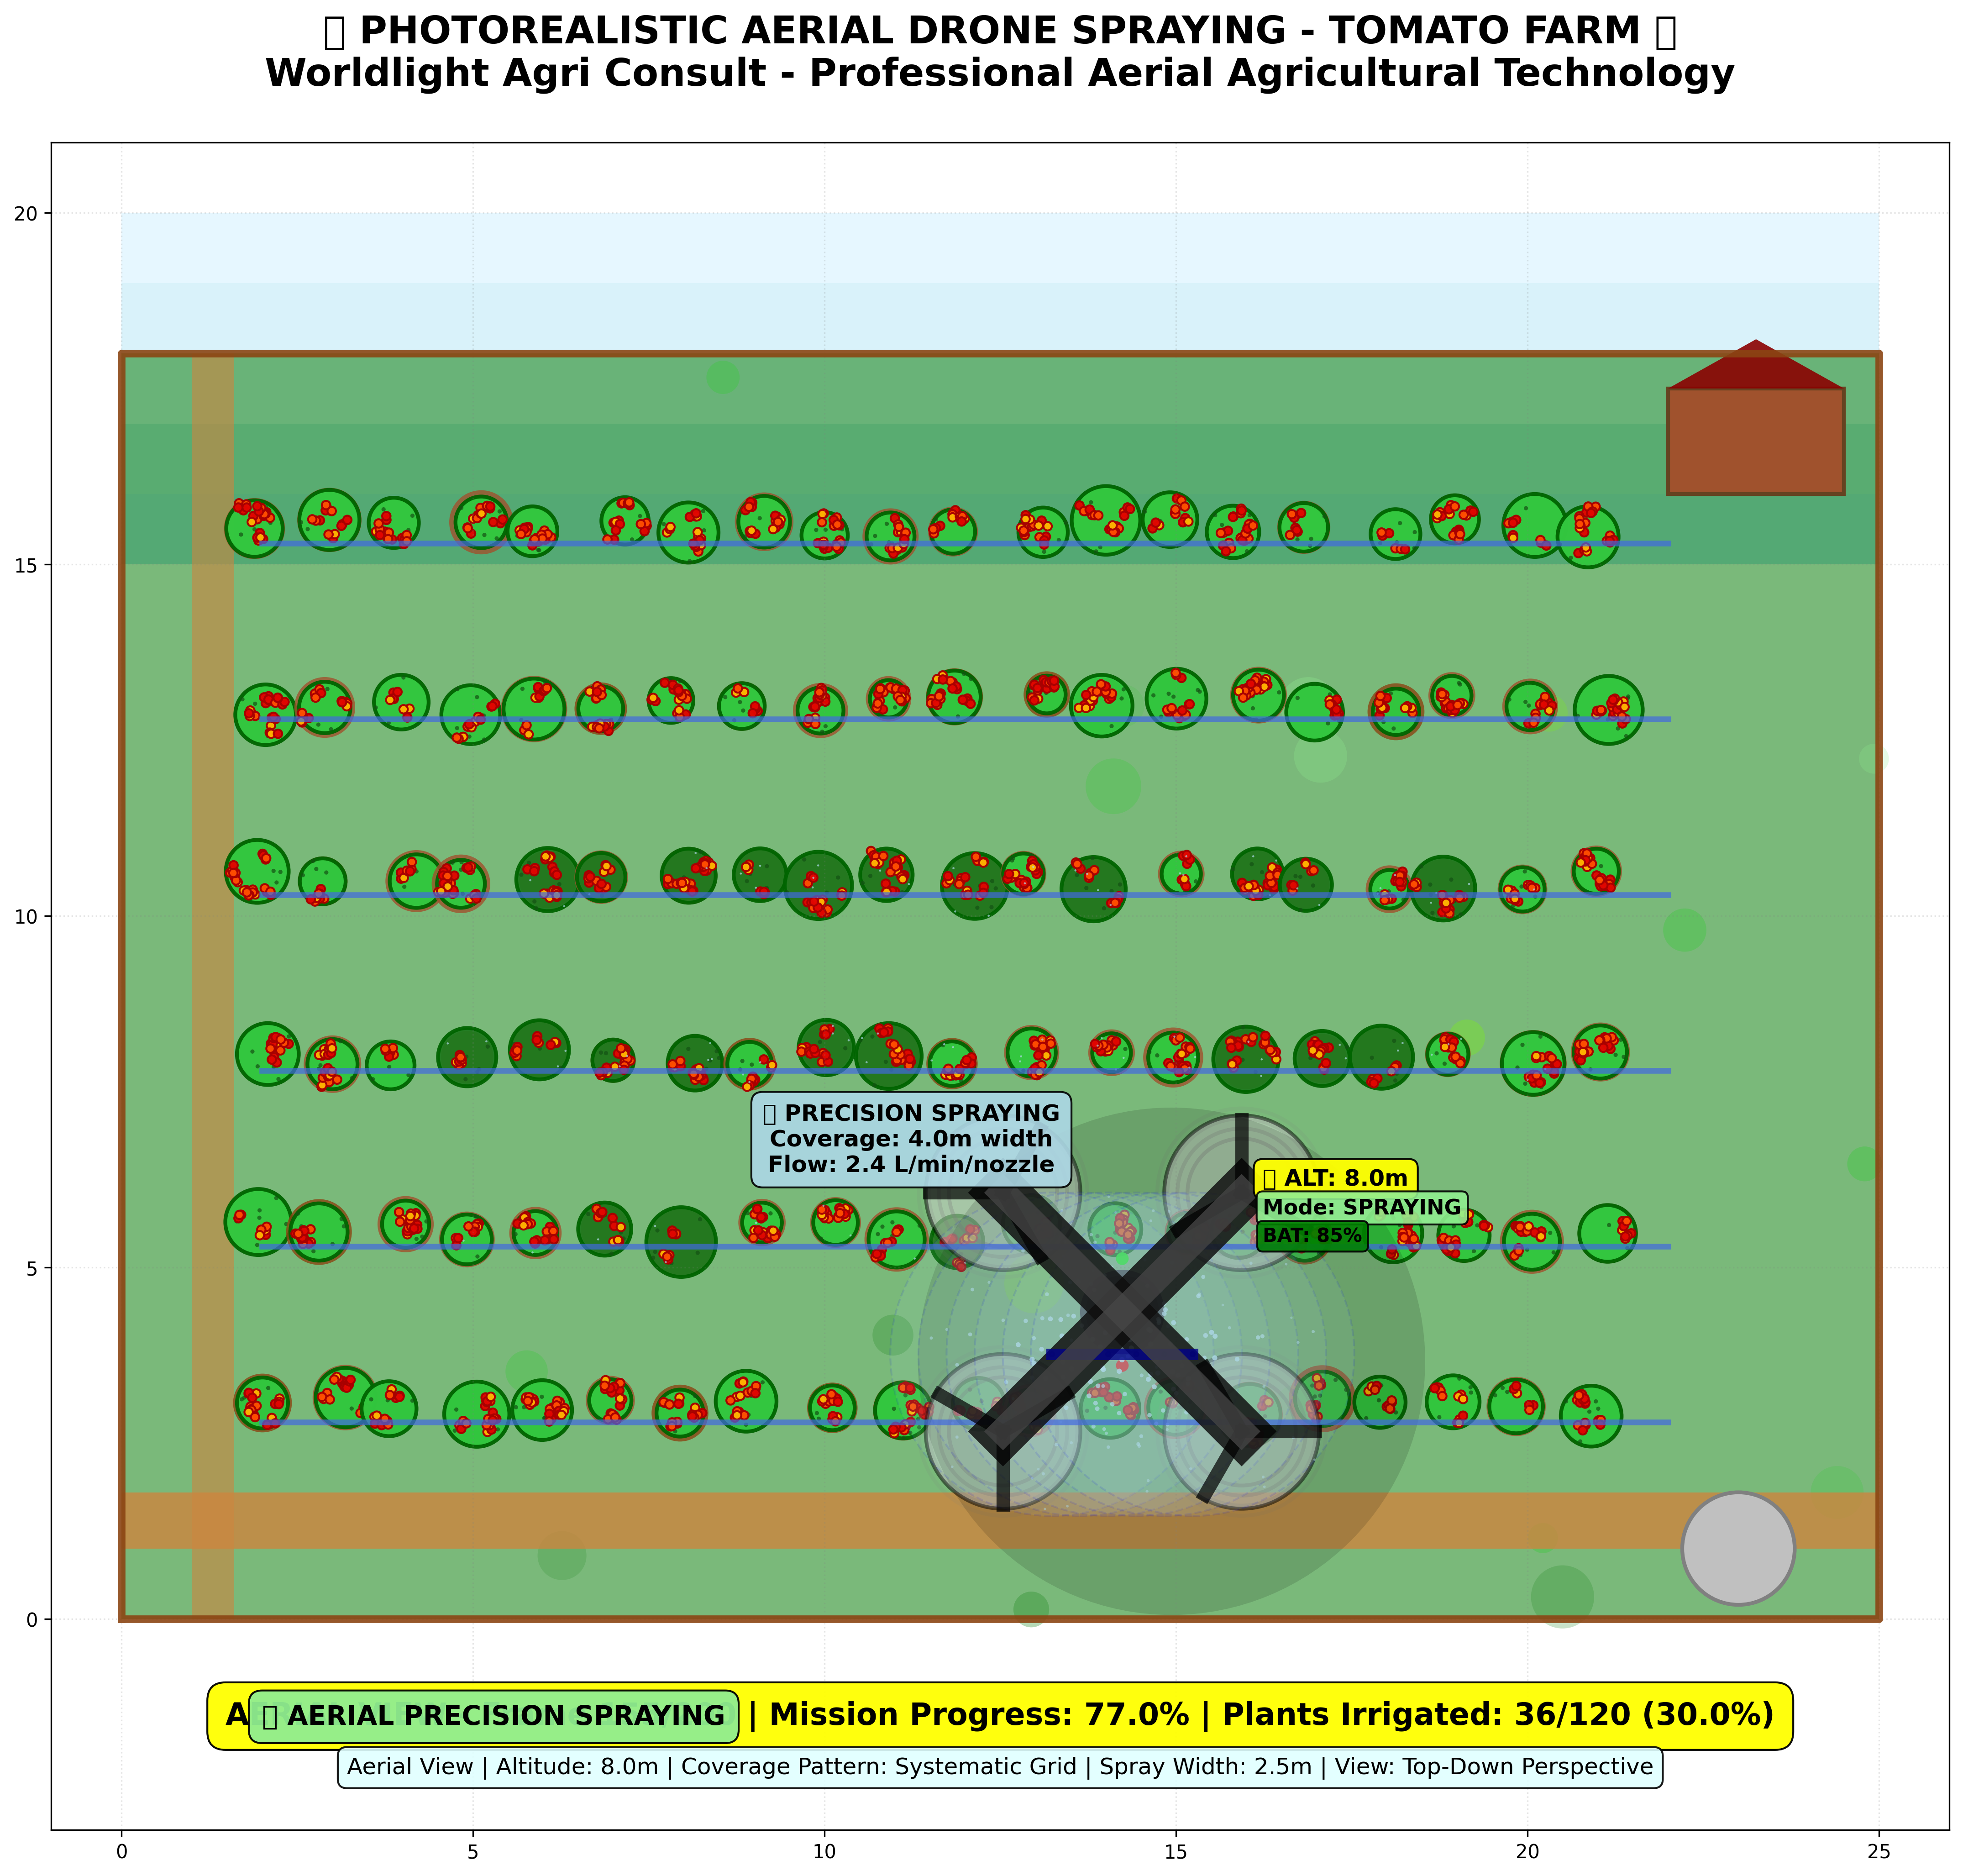 ▯ PHOTOREALISTIC AERIAL DRONE SPRAYING - TOMATO FARM ▯
Worldlight Agri Consult - Professional Aerial Agricultural Technology
20
15
10
5
0
▯ PRECISION SPRAYING
Coverage: 4.0m width
Flow: 2.4 L/min/nozzle
▯ ALT: 8.0m
Mode: SPRAYING
BAT: 85%
▯ AERIAL PRECISION SPRAYING
| Mission Progress: 77.0% | Plants Irrigated: 36/120 (30.0%)
Aerial View | Altitude: 8.0m | Coverage Pattern: Systematic Grid | Spray Width: 2.5m | View: Top-Down Perspective
0 5 10 15 20 25